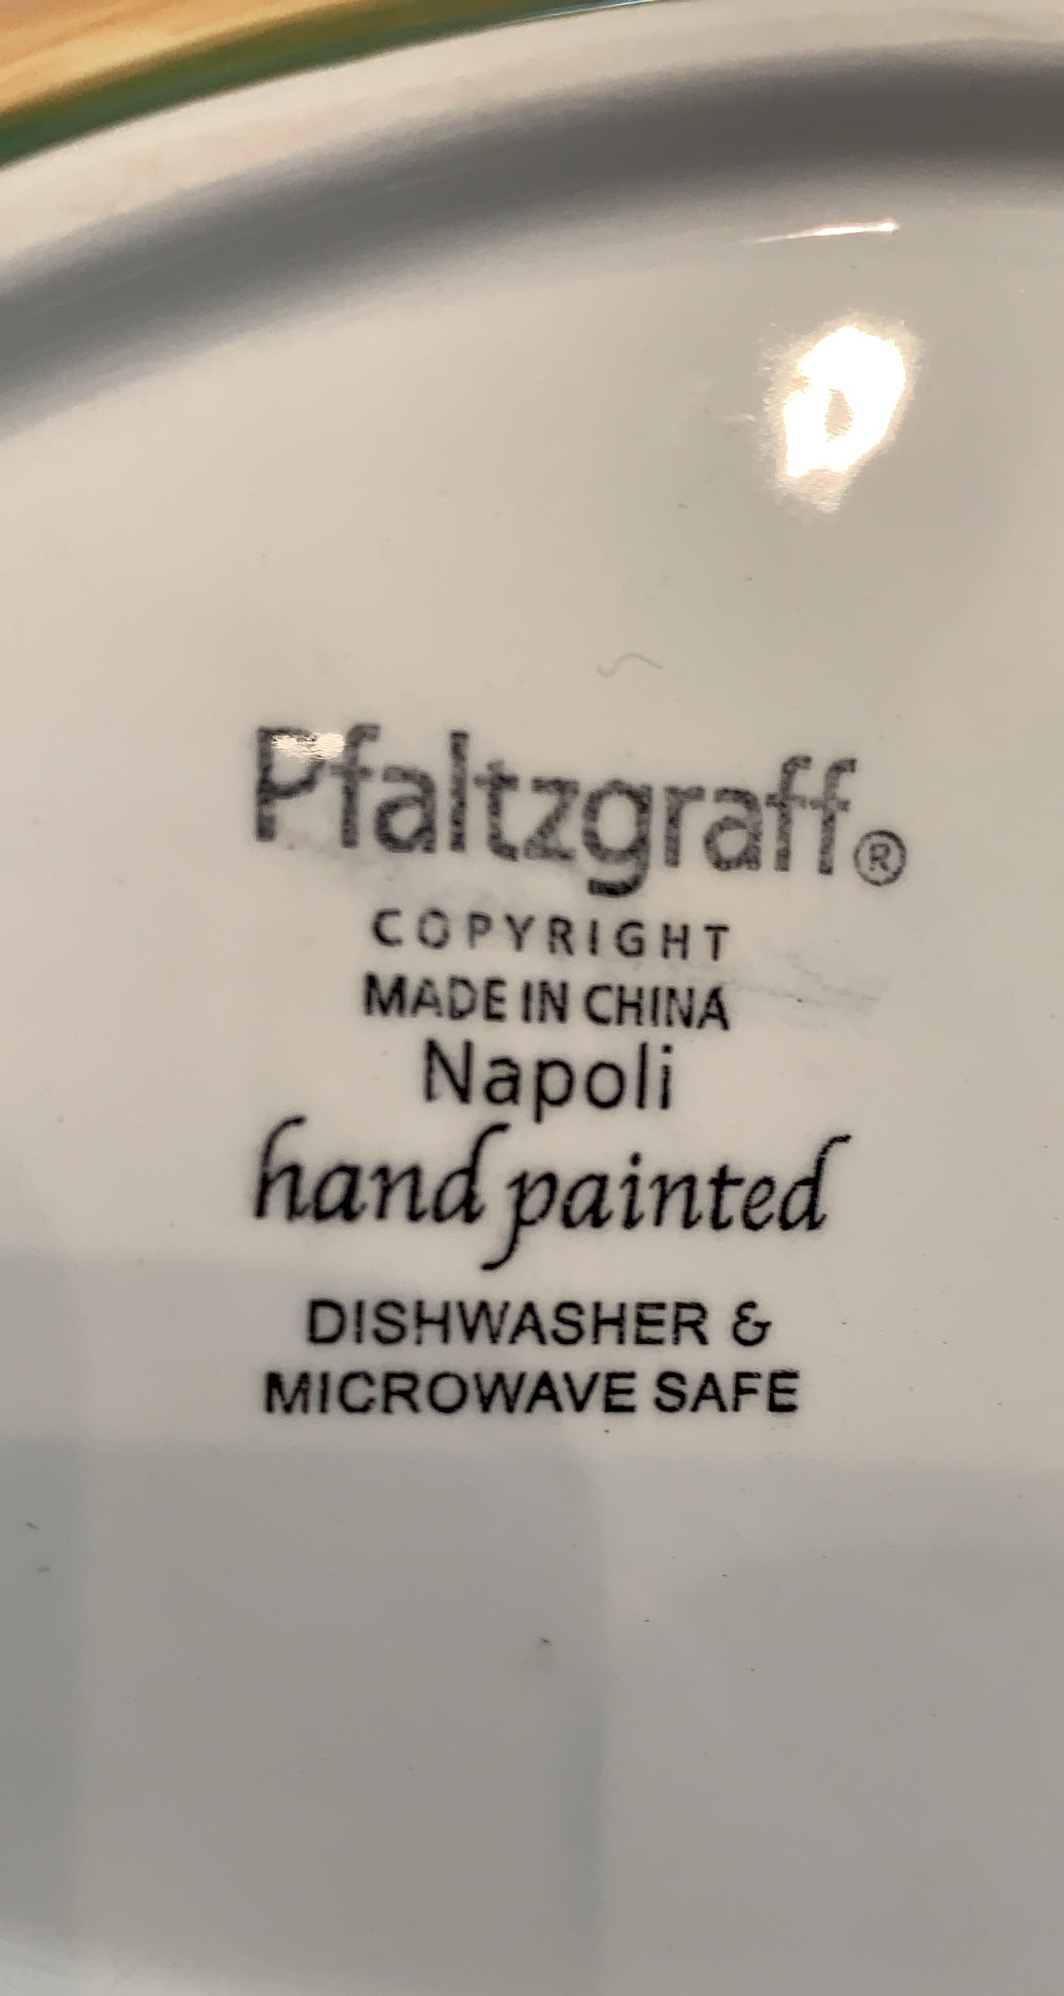 Pfaltzgraff®
COPYRIGHT
MADE IN CHINA
Napoli
hand painted
DISHWASHER &
MICROWAVE SAFE